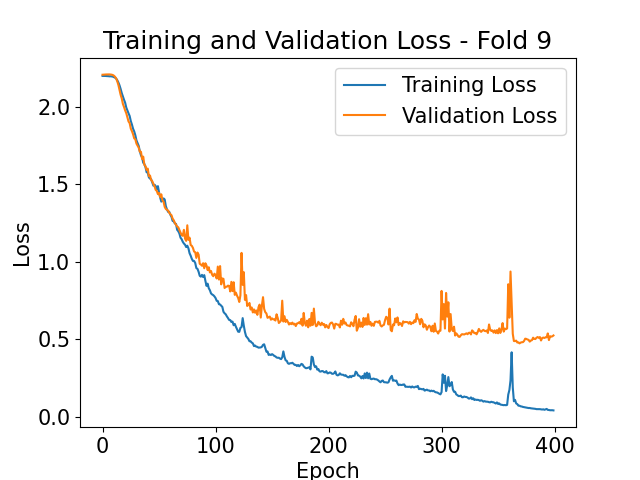 Training and Validation Loss - Fold 9
Training Loss
Validation Loss
Loss
2.0
1.5
1.0
0.5
0.0
0 100 200 300 400
Epoch